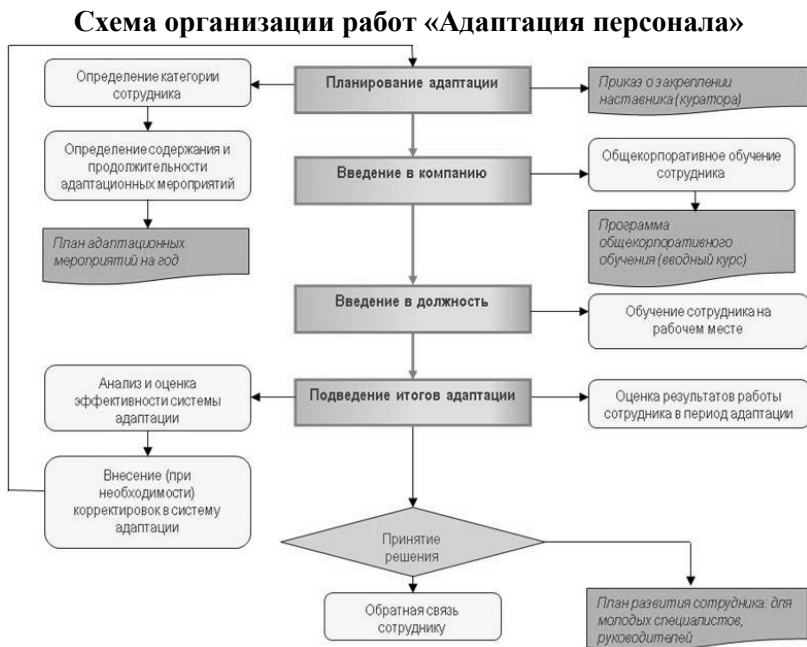 Схема организации работ «Адаптация персонала»
Определение категории
сотрудника
Планирование адаптации
Приказ о закреплении
наставника (куратора)
Определение содержания и
продолжительности
адаптационных мероприятий
Введение в компанию
Общекорпоративное обучение
сотрудника
План адаптационных
мероприятий на год
Программа
общекорпоративного
обучения (вводный курс)
Введение в должность
Обучение сотрудника на
рабочем месте
Анализ и оценка
эффективности системы
адаптации
Подведение итогов адаптации
Оценка результатов работы
сотрудника в период адаптации
Внесение (при
необходимости)
корректировок в систему
адаптации
Принятие
решения
Обратная связь
сотруднику
План развития сотрудника: для
молодых специалистов,
руководителей